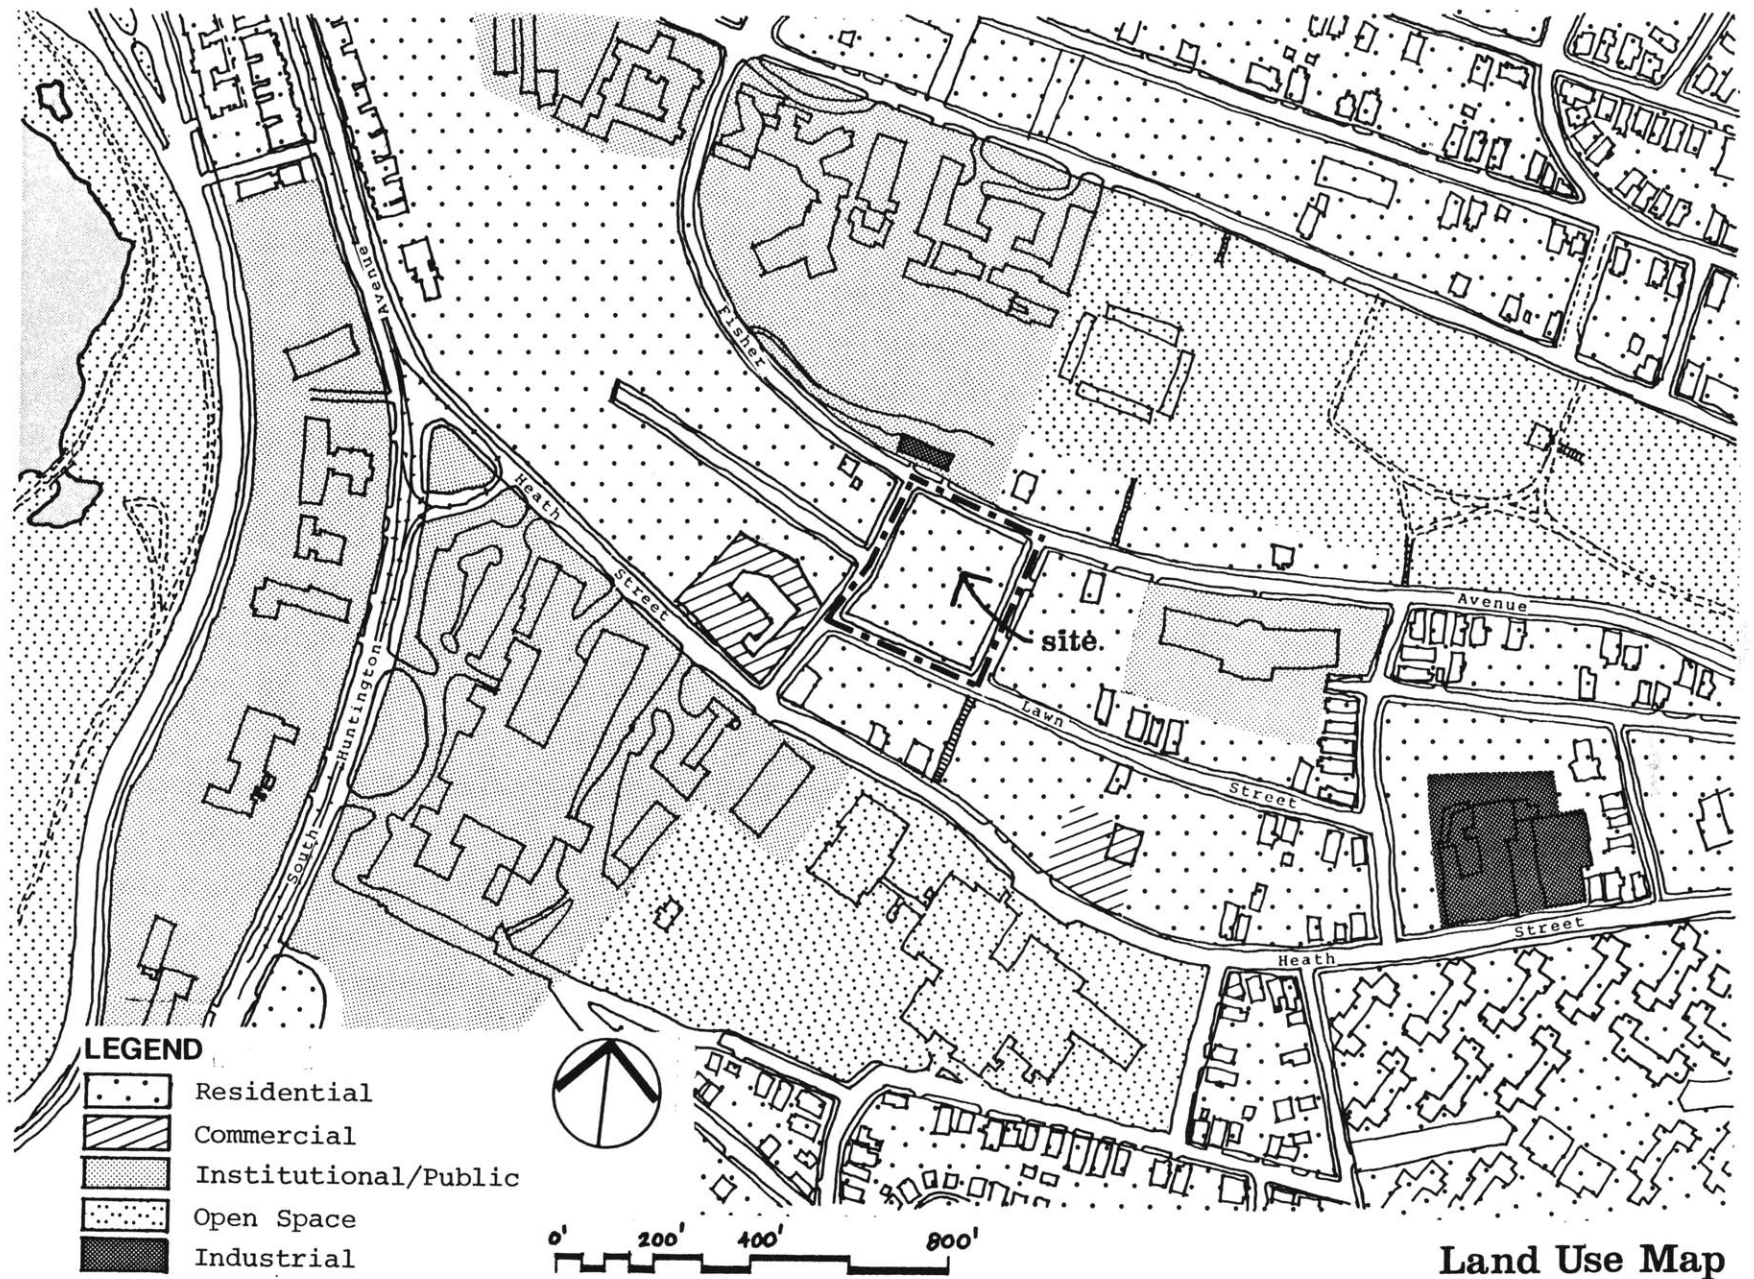 Avenue
Fisher
Heath
Street
site.
Avenue
Lawn
Huntington
Street
South
Street
Heath
LEGEND
Residential
Commercial
Institutional/Public
Open Space
Industrial
0' 200' 400' 800'
Land Use Map